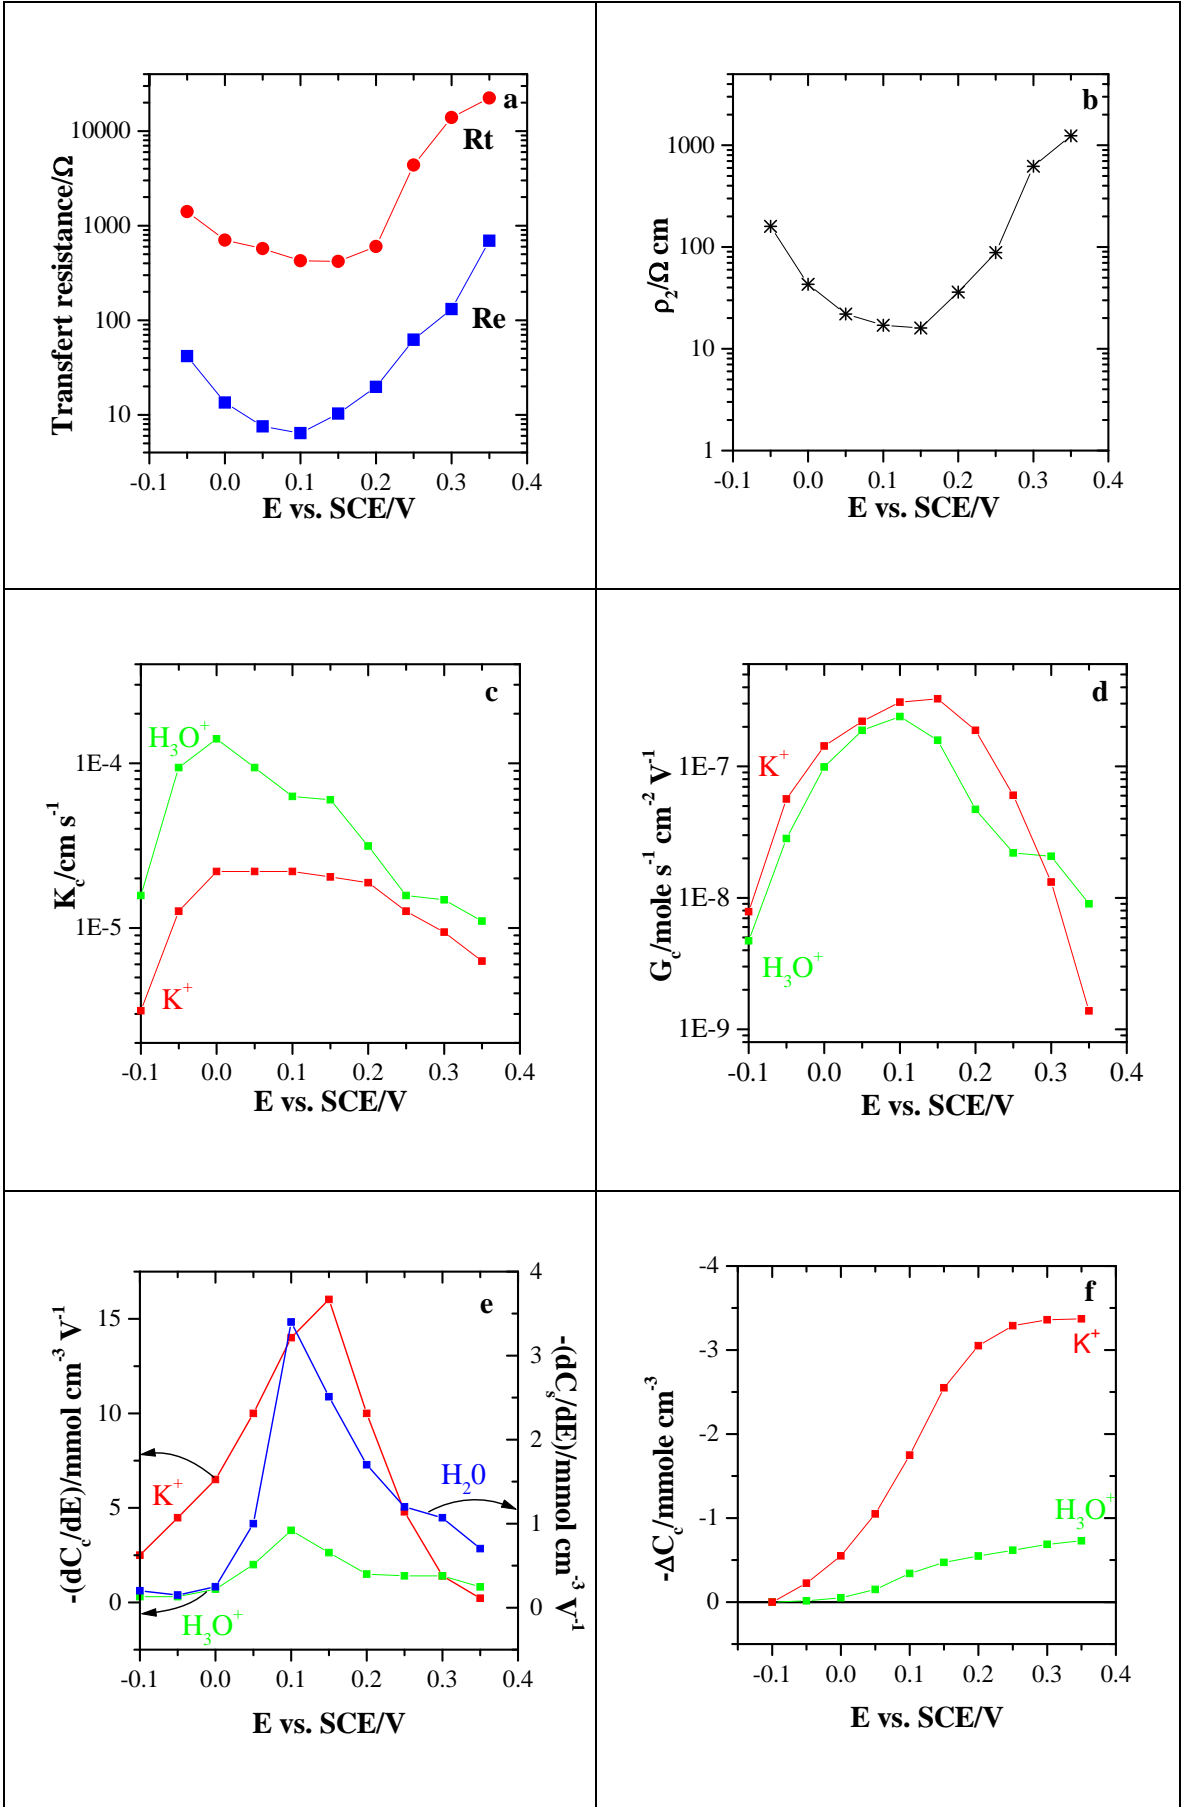 a
Rt
Re
10000
1000
100
10
-0.1 0.0 0.1 0.2 0.3 0.4
Transfert resistance/Ω
E vs. SCE/V
b
1000
100
10
1
-0.1 0.0 0.1 0.2 0.3 0.4
ρ₂/Ω cm
E vs. SCE/V
c
H₃O⁺
1E-4
1E-5
K⁺
-0.1 0.0 0.1 0.2 0.3 0.4
K_c/cm s⁻¹
E vs. SCE/V
d
K⁺
1E-7
1E-8
H₃O⁺
1E-9
-0.1 0.0 0.1 0.2 0.3 0.4
G_c/mole s⁻¹ cm⁻² V⁻¹
E vs. SCE/V
e
15
10
5
0
4
3
2
1
0
K⁺
H₂0
H₃O⁺
-0.1 0.0 0.1 0.2 0.3 0.4
-(dC_c/dE)/mmol cm⁻³ V⁻¹
-(dC_s/dE)/mmol cm⁻³ V⁻¹
E vs. SCE/V
f
-4
-3
-2
-1
0
K⁺
H₃O⁺
-0.1 0.0 0.1 0.2 0.3 0.4
-ΔC_c/mmole cm⁻³
E vs. SCE/V